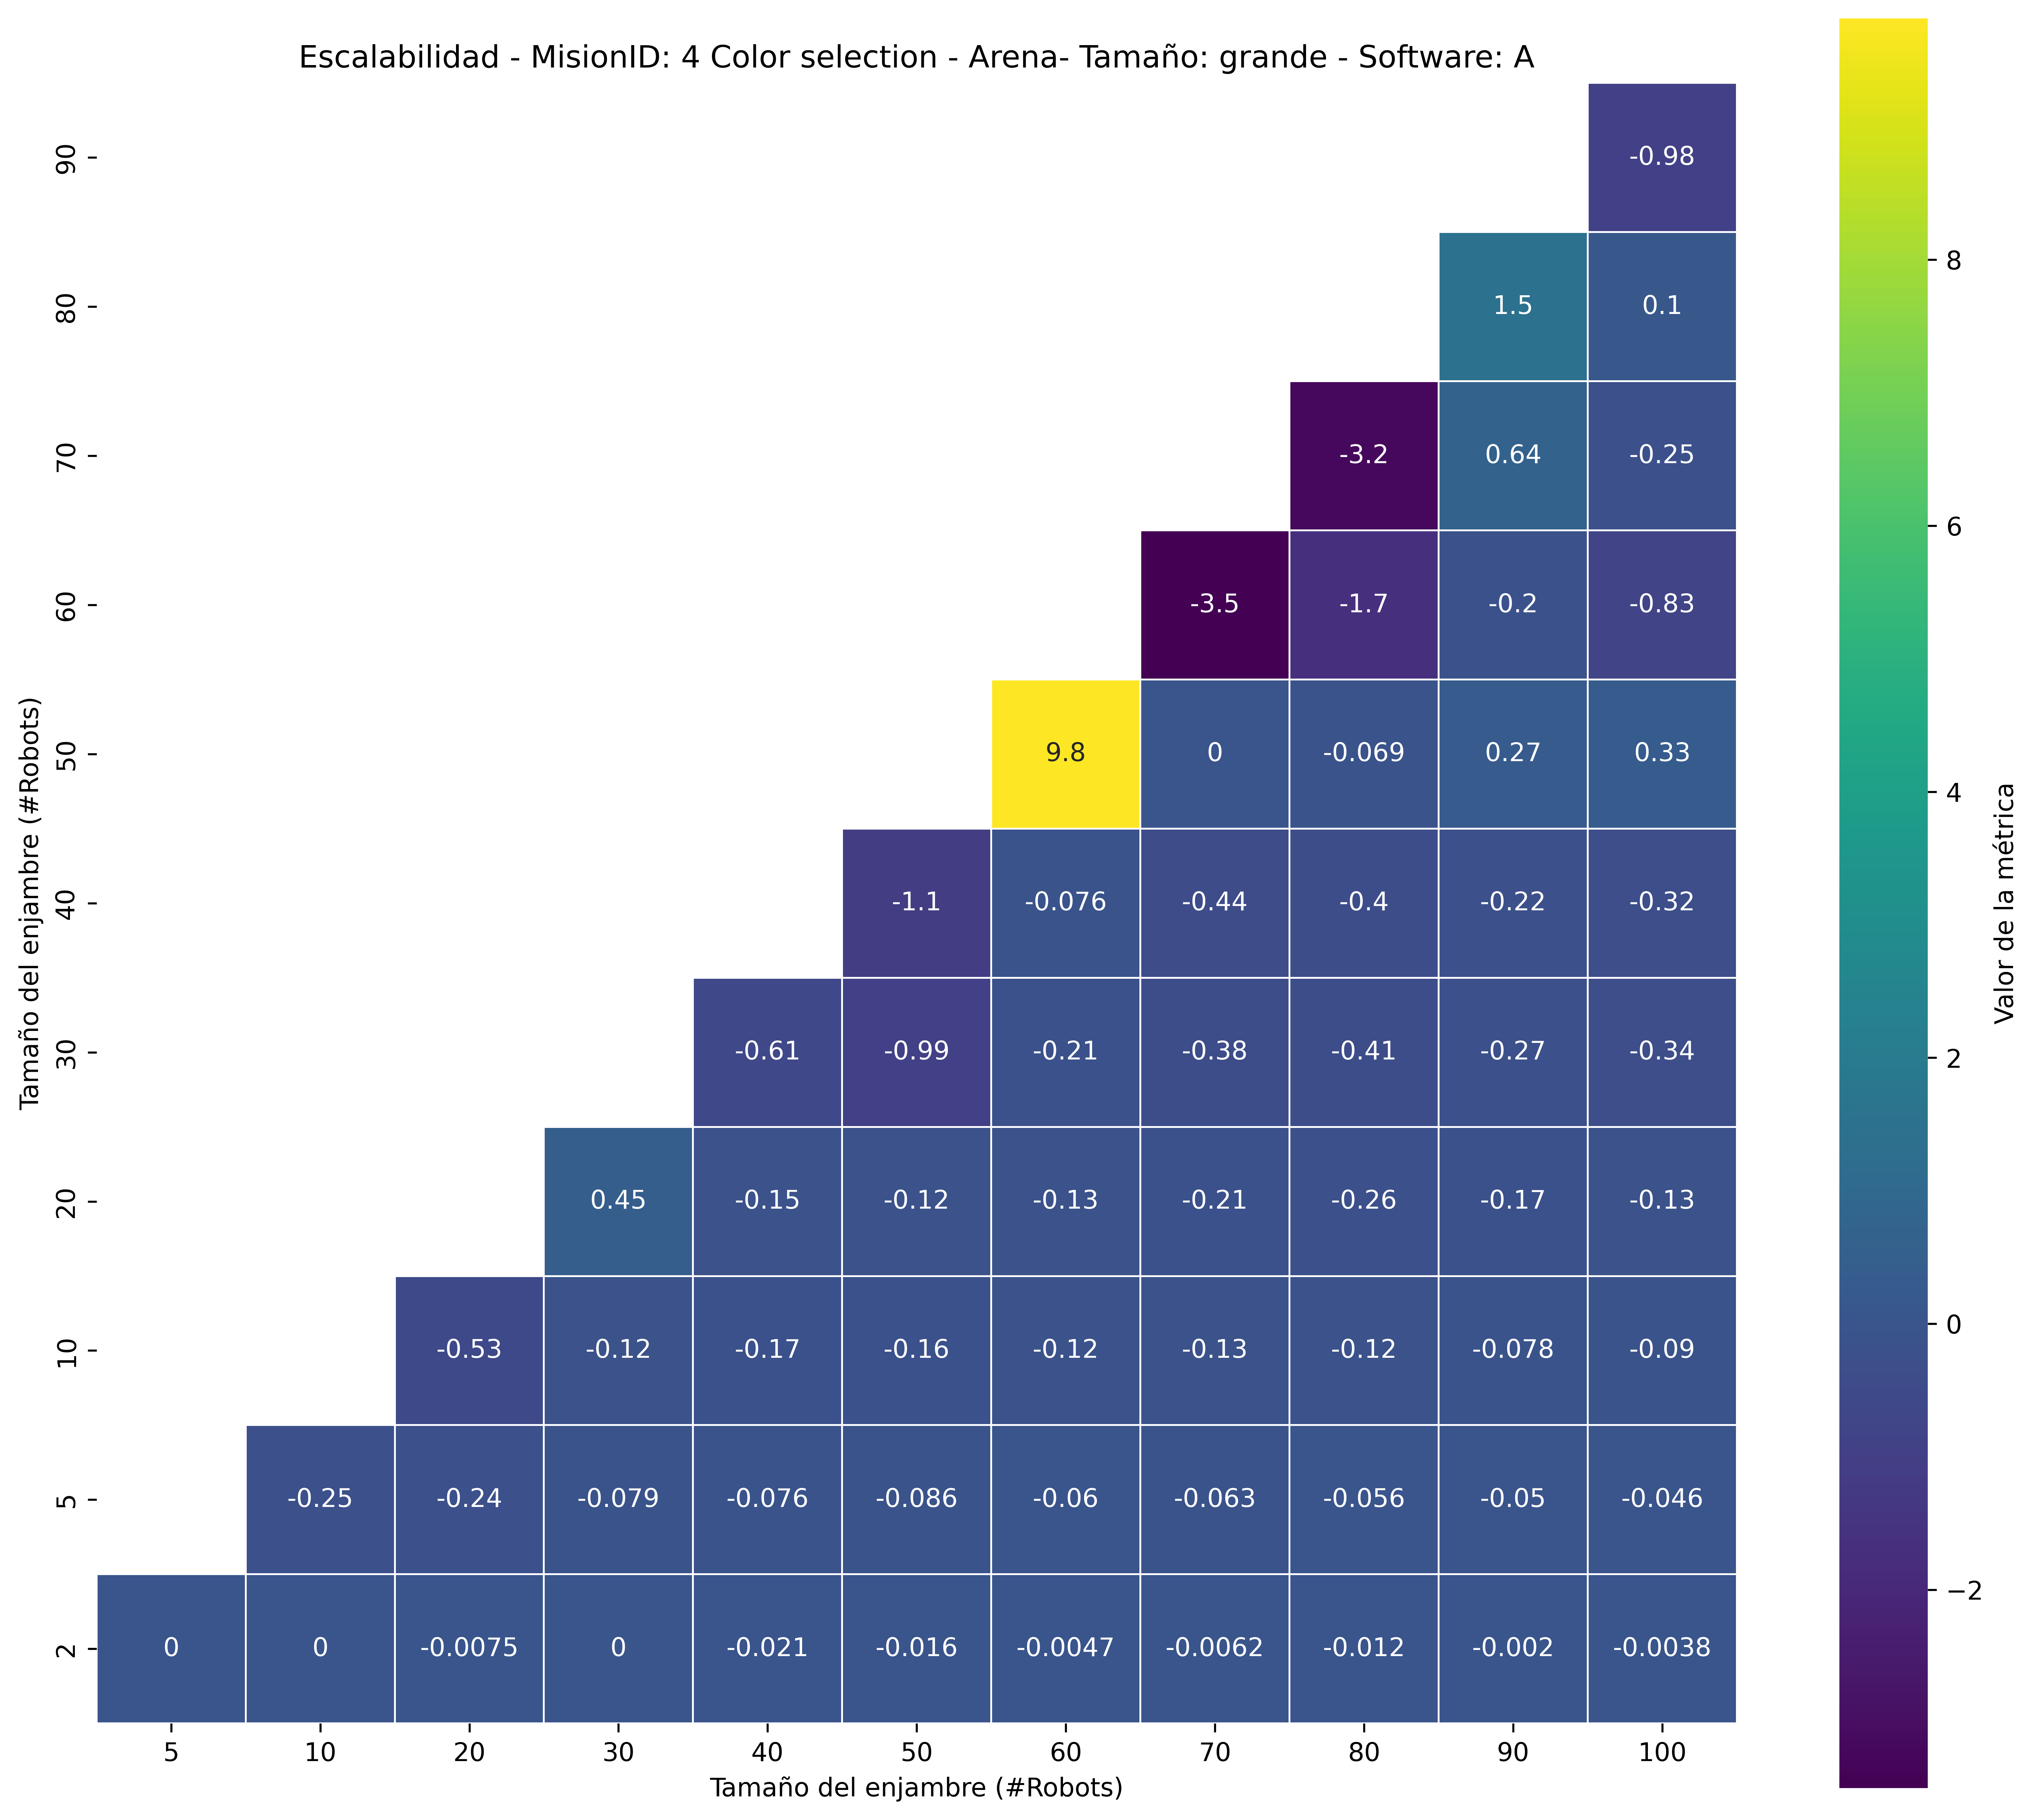 Escalabilidad - MisionID: 4 Color selection - Arena- Tamaño: grande - Software: A
90
-0.98
80
1.5 0.1
70
-3.2 0.64 -0.25
60
-3.5 -1.7 -0.2 -0.83
50
9.8 0 -0.069 0.27 0.33
40
-1.1 -0.076 -0.44 -0.4 -0.22 -0.32
30
-0.61 -0.99 -0.21 -0.38 -0.41 -0.27 -0.34
20
0.45 -0.15 -0.12 -0.13 -0.21 -0.26 -0.17 -0.13
10
-0.53 -0.12 -0.17 -0.16 -0.12 -0.13 -0.12 -0.078 -0.09
5
-0.25 -0.24 -0.079 -0.076 -0.086 -0.06 -0.063 -0.056 -0.05 -0.046
2
0 0 -0.0075 0 -0.021 -0.016 -0.0047 -0.0062 -0.012 -0.002 -0.0038
5 10 20 30 40 50 60 70 80 90 100
Tamaño del enjambre (#Robots)
Tamaño del enjambre (#Robots)
8
6
4
2
0
−2
Valor de la métrica